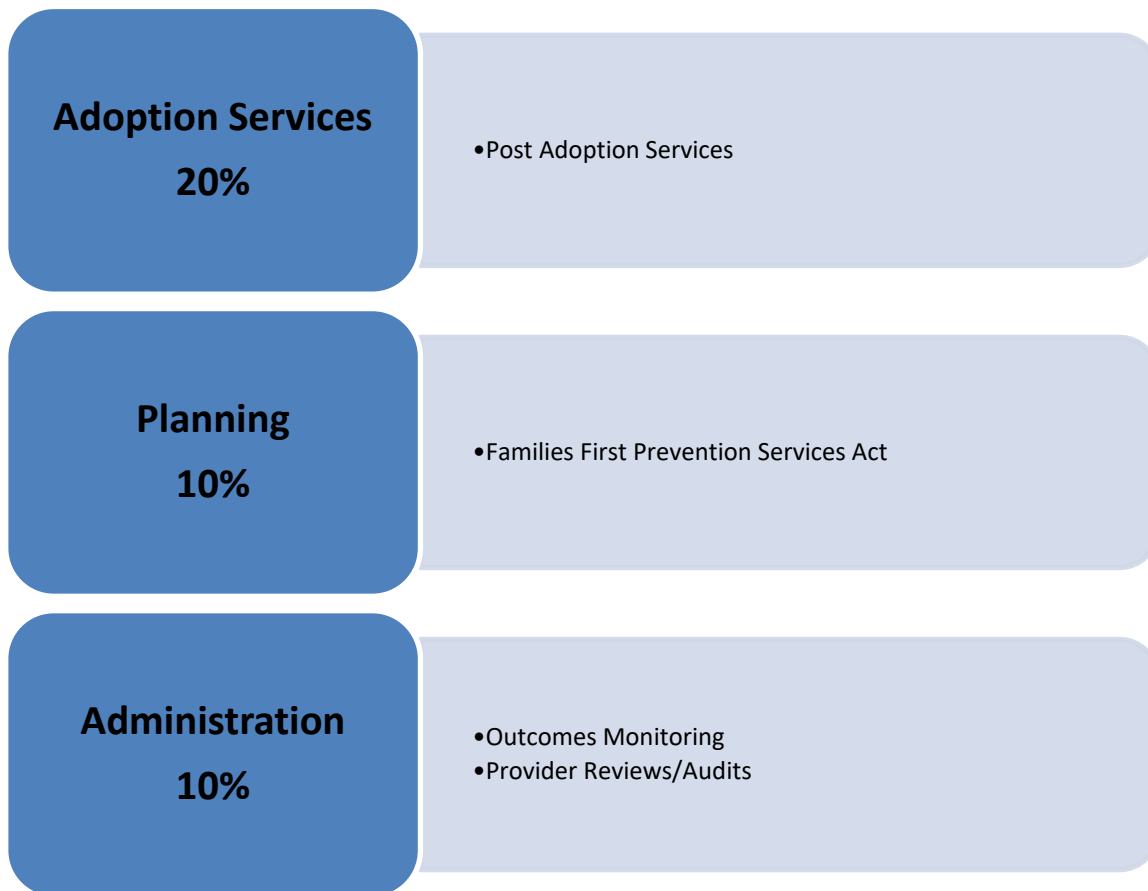 Adoption Services
20%
•Post Adoption Services
Planning
10%
•Families First Prevention Services Act
Administration
10%
•Outcomes Monitoring
•Provider Reviews/Audits